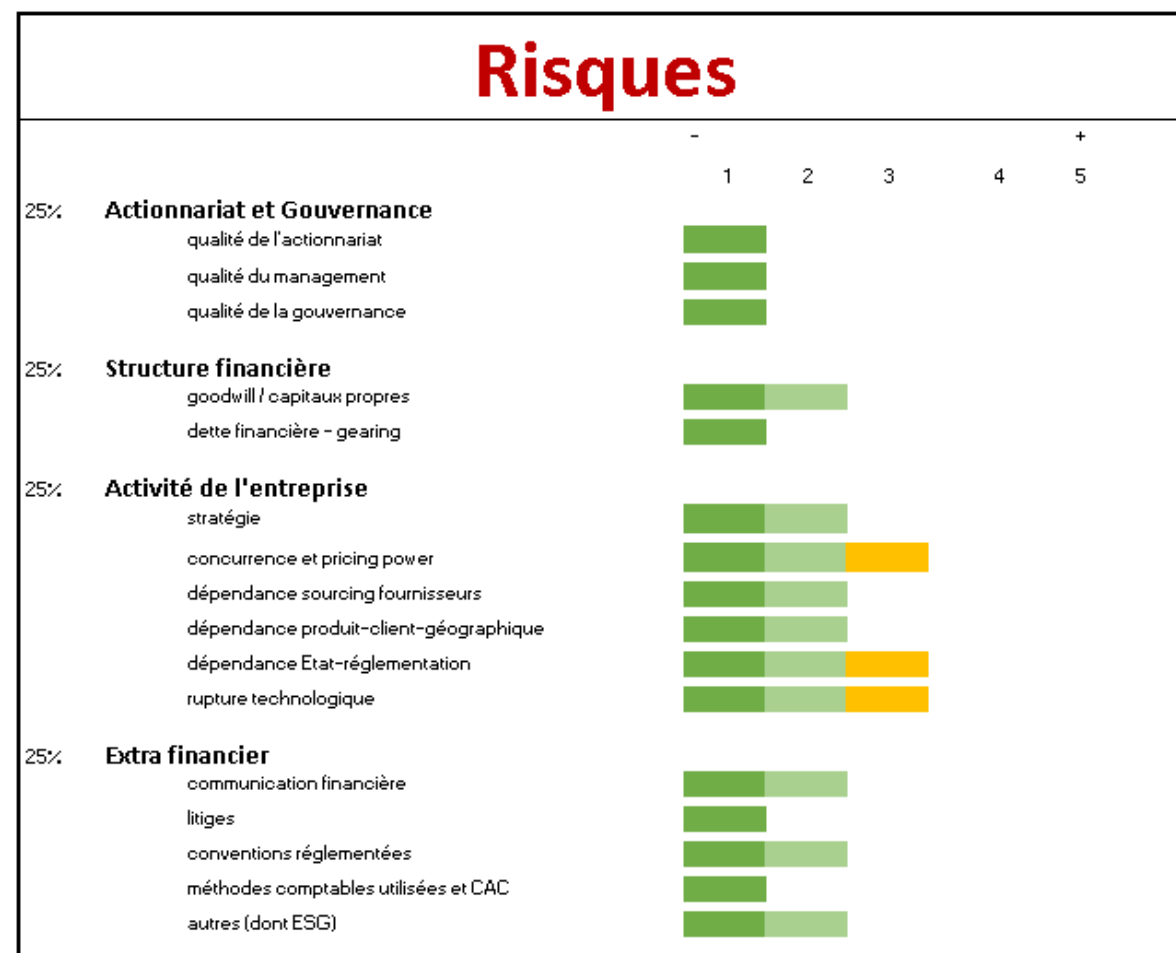 Risques
- +
1 2 3 4 5
25% Actionnariat et Gouvernance
qualité de l'actionnariat
qualité du management
qualité de la gouvernance
25% Structure financière
goodwill / capitaux propres
dette financière - gearing
25% Activité de l'entreprise
stratégie
concurrence et pricing power
dépendance sourcing fournisseurs
dépendance produit-client-géographique
dépendance Etat-réglementation
rupture technologique
25% Extra financier
communication financière
litiges
conventions réglementées
méthodes comptables utilisées et CAC
autres (dont ESG)